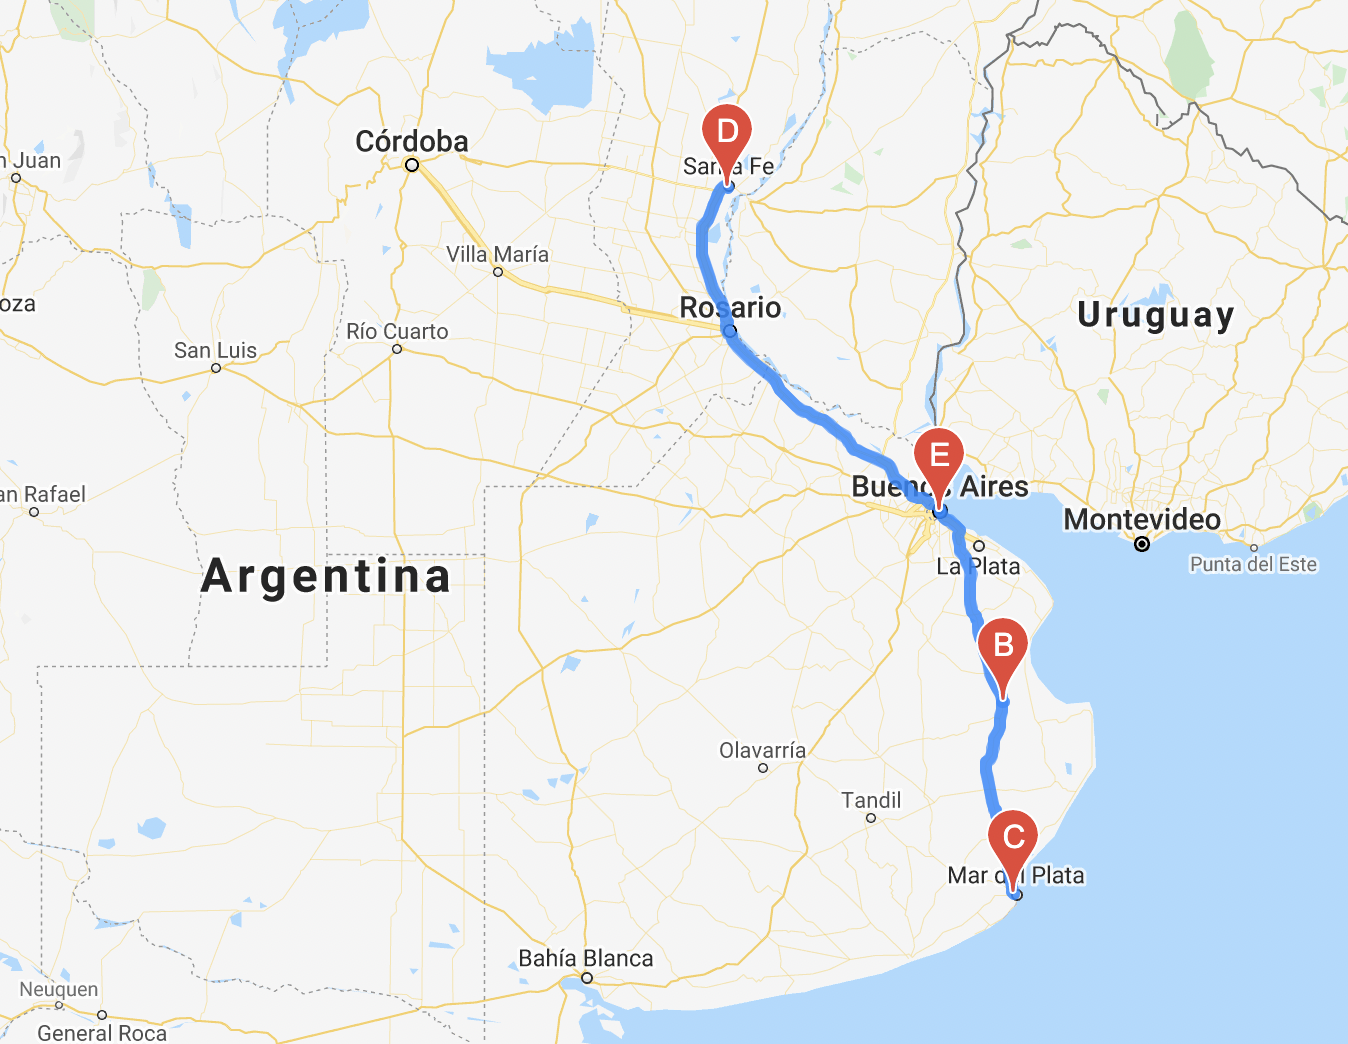 D
Córdoba
Santa Fe
n Juan
Villa María
oza
Rosario
Uruguay
Río Cuarto
San Luis
E
Buenos Aires
an Rafael
Montevideo
La Plata
Punta del Este
Argentina
B
Olavarría
Tandil
C
Mar del Plata
Bahía Blanca
Neuquen
General Roca